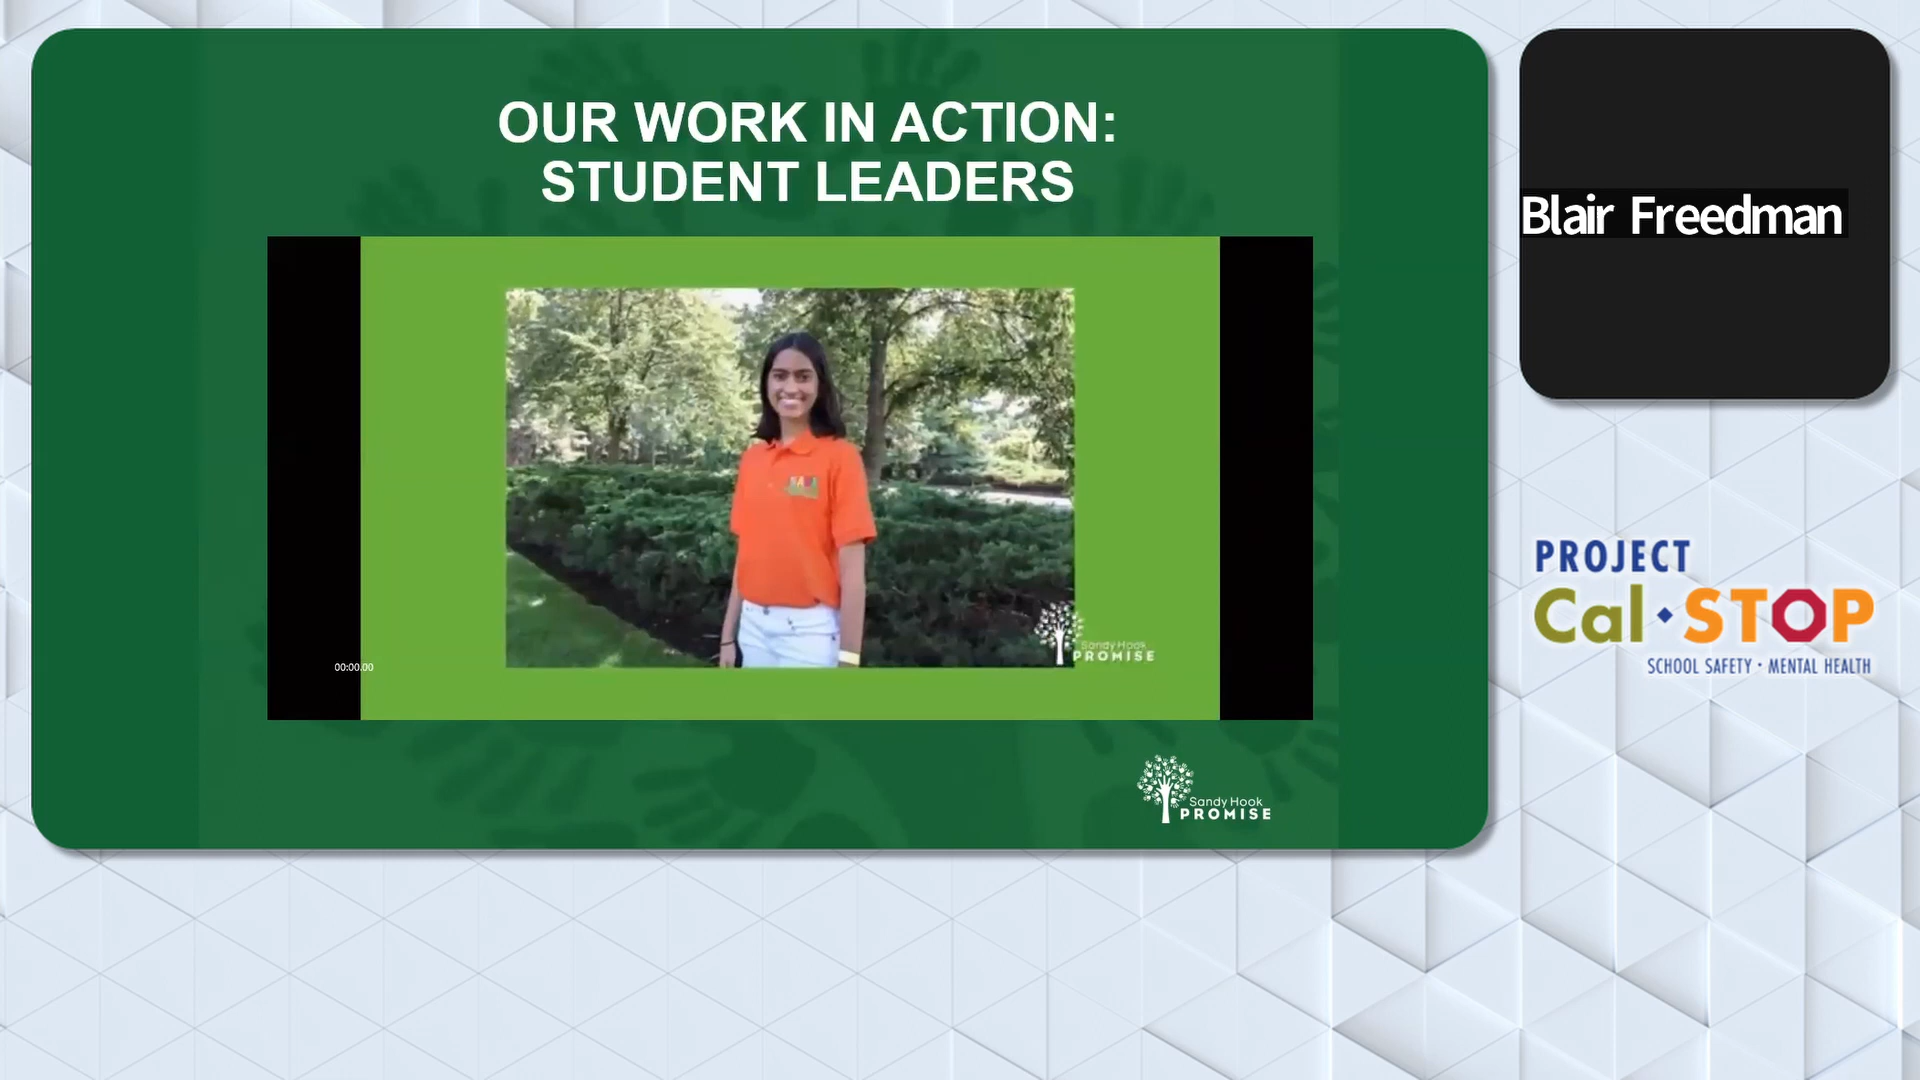 OUR WORK IN ACTION:
STUDENT LEADERS
Blair Freedman
Sandy Hook
PROMISE
00:00.00
PROJECT
Cal·STOP
SCHOOL SAFETY · MENTAL HEALTH
Sandy Hook
PROMISE